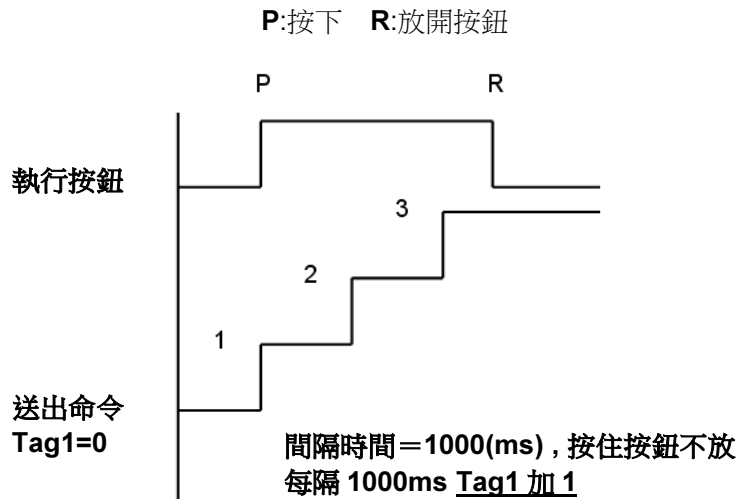 P:按下 R:放開按鈕
P R
執行按鈕
3
2
1
送出命令
Tag1=0
間隔時間＝1000(ms) , 按住按鈕不放
每隔 1000ms Tag1 加 1